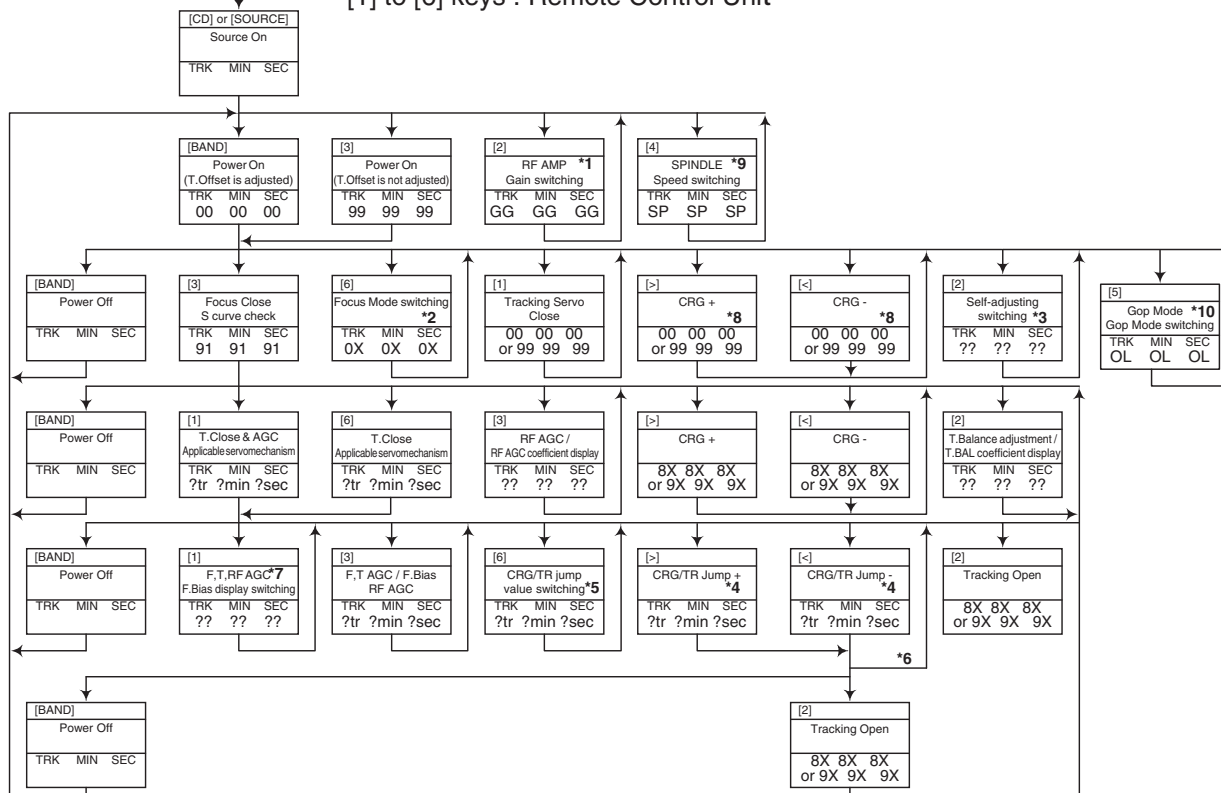 [1] to [6] keys : Remote Control Unit
[CD] or [SOURCE]
Source On
TRK MIN SEC
[BAND]
Power On
(T.Offset is adjusted)
TRK MIN SEC
00 00 00
[3]
Power On
(T.Offset is not adjusted)
TRK MIN SEC
99 99 99
[2]
RF AMP *1
Gain switching
TRK MIN SEC
GG GG GG
[4]
SPINDLE *9
Speed switching
TRK MIN SEC
SP SP SP
[BAND]
Power Off
TRK MIN SEC
[3]
Focus Close
S curve check
TRK MIN SEC
91 91 91
[6]
Focus Mode switching
*2
TRK MIN SEC
0X 0X 0X
[1]
Tracking Servo
Close
00 00 00
or 99 99 99
[>]
CRG +
*8
00 00 00
or 99 99 99
[<]
CRG -
*8
00 00 00
or 99 99 99
[2]
Self-adjusting
switching *3
TRK MIN SEC
?? ?? ??
[5]
Gop Mode *10
Gop Mode switching
TRK MIN SEC
OL OL OL
[BAND]
Power Off
TRK MIN SEC
[1]
T.Close & AGC
Applicable servomechanism
TRK MIN SEC
?tr ?min ?sec
[6]
T.Close
Applicable servomechanism
TRK MIN SEC
?tr ?min ?sec
[3]
RF AGC /
RF AGC coefficient display
TRK MIN SEC
?? ?? ??
[>]
CRG +
8X 8X 8X
or 9X 9X 9X
[<]
CRG -
8X 8X 8X
or 9X 9X 9X
[2]
T.Balance adjustment /
T.BAL coefficient display
TRK MIN SEC
?? ?? ??
[BAND]
Power Off
TRK MIN SEC
[1]
F,T,RF AGC *7
F.Bias display switching
TRK MIN SEC
?? ?? ??
[3]
F,T AGC / F.Bias
RF AGC
TRK MIN SEC
?tr ?min ?sec
[6]
CRG/TR jump
value switching *5
TRK MIN SEC
?tr ?min ?sec
[>]
CRG/TR Jump +
*4
TRK MIN SEC
?tr ?min ?sec
[<]
CRG/TR Jump -
*4
TRK MIN SEC
?tr ?min ?sec
[2]
Tracking Open
8X 8X 8X
or 9X 9X 9X
*6
[BAND]
Power Off
TRK MIN SEC
[2]
Tracking Open
8X 8X 8X
or 9X 9X 9X